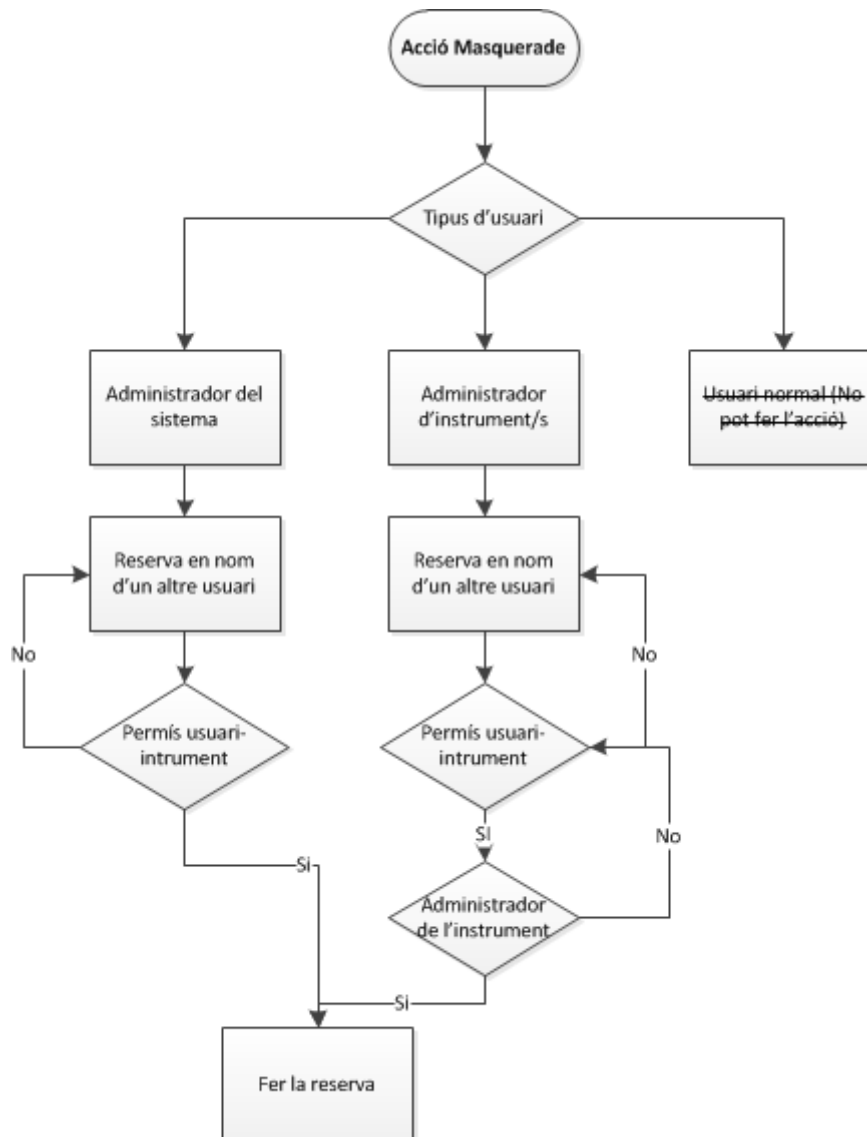 Acció Masquerade
Tipus d'usuari
Administrador del
sistema
Administrador
d'instrument/s
Usuari normal (No
pot fer l'acció)
Reserva en nom
d'un altre usuari
Reserva en nom
d'un altre usuari
No
No
Permís usuari-
intrument
Permís usuari-
intrument
SI
No
Si
Administrador
de l'instrument
Si
Fer la reserva